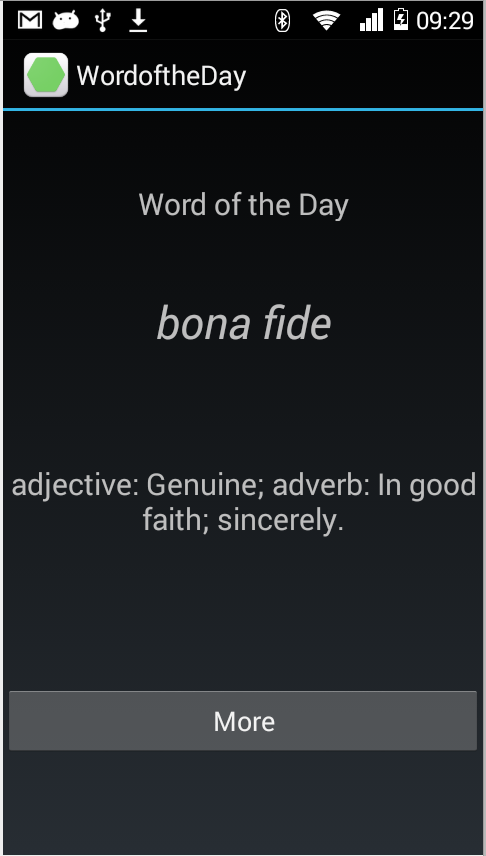 09:29
WordoftheDay
Word of the Day
bona fide
adjective: Genuine; adverb: In good
faith; sincerely.
More